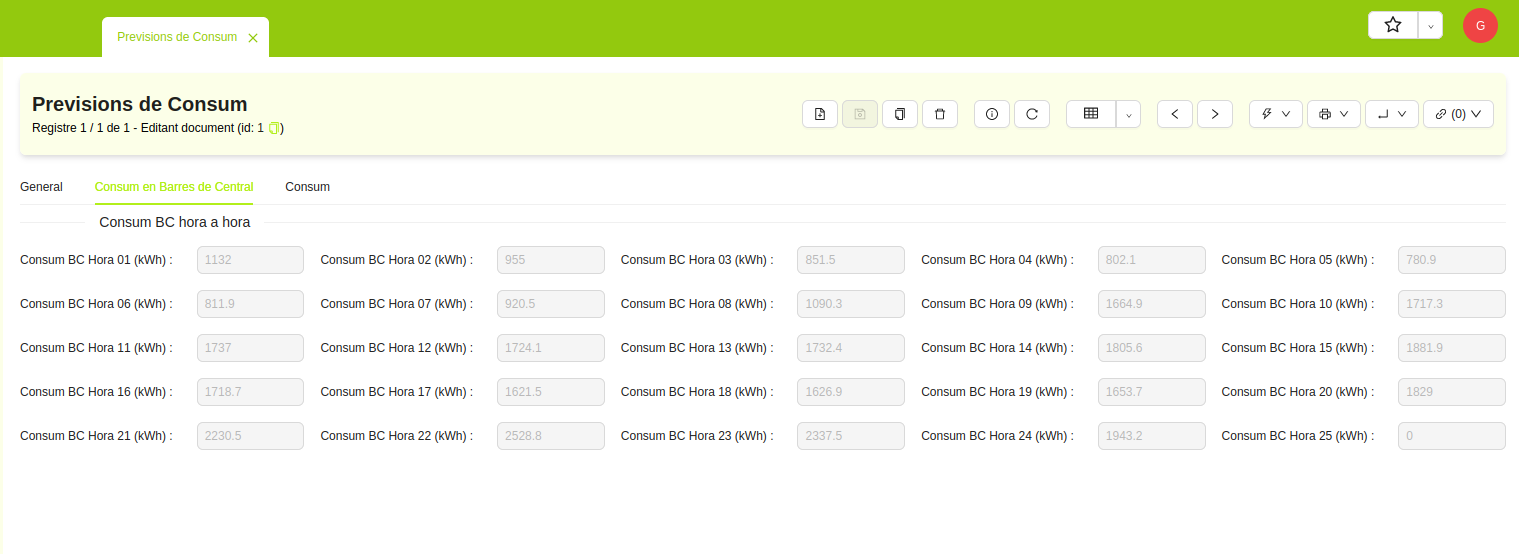 Previsions de Consum
G
Previsions de Consum
Registre 1 / 1 de 1 - Editant document (id: 1 )
(0)
General Consum en Barres de Central Consum
Consum BC hora a hora
Consum BC Hora 01 (kWh) : 1132 Consum BC Hora 02 (kWh) : 955 Consum BC Hora 03 (kWh) : 851.5 Consum BC Hora 04 (kWh) : 802.1 Consum BC Hora 05 (kWh) : 780.9
Consum BC Hora 06 (kWh) : 811.9 Consum BC Hora 07 (kWh) : 920.5 Consum BC Hora 08 (kWh) : 1090.3 Consum BC Hora 09 (kWh) : 1664.9 Consum BC Hora 10 (kWh) : 1717.3
Consum BC Hora 11 (kWh) : 1737 Consum BC Hora 12 (kWh) : 1724.1 Consum BC Hora 13 (kWh) : 1732.4 Consum BC Hora 14 (kWh) : 1805.6 Consum BC Hora 15 (kWh) : 1881.9
Consum BC Hora 16 (kWh) : 1718.7 Consum BC Hora 17 (kWh) : 1621.5 Consum BC Hora 18 (kWh) : 1626.9 Consum BC Hora 19 (kWh) : 1653.7 Consum BC Hora 20 (kWh) : 1829
Consum BC Hora 21 (kWh) : 2230.5 Consum BC Hora 22 (kWh) : 2528.8 Consum BC Hora 23 (kWh) : 2337.5 Consum BC Hora 24 (kWh) : 1943.2 Consum BC Hora 25 (kWh) : 0